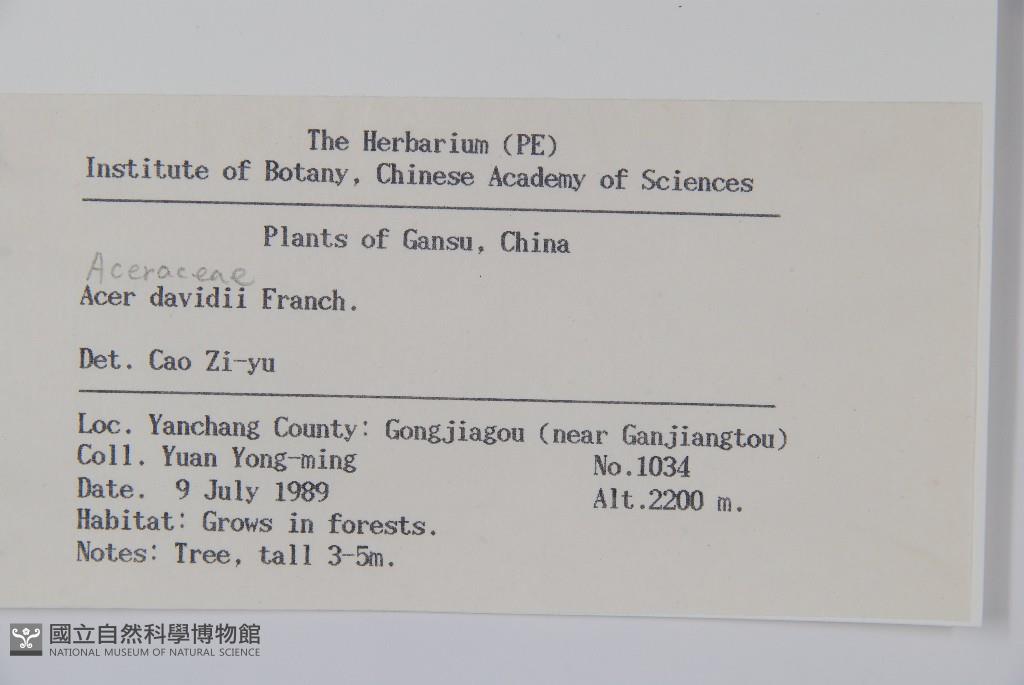 The Herbarium (PE)
Institute of Botany, Chinese Academy of Sciences
Plants of Gansu, China
Aceraceae
Acer davidii Franch.
Det. Cao Zi-yu
Loc. Yanchang County: Gongjiagou (near Ganjiangtou)
Coll. Yuan Yong-ming No.1034
Date. 9 July 1989 Alt.2200 m.
Habitat: Grows in forests.
Notes: Tree, tall 3-5m.
國立自然科學博物館
NATIONAL MUSEUM OF NATURAL SCIENCE